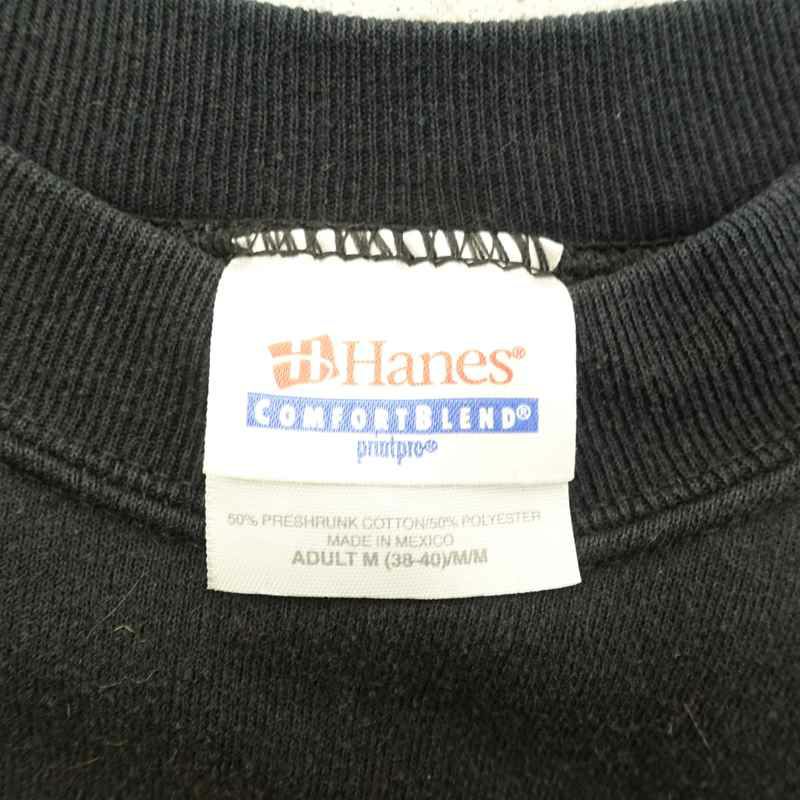 Hanes®
COMFORTBLEND®
printpro®
50% PRESHRUNK COTTON/50% POLYESTER
MADE IN MEXICO
ADULT M (38-40)/M/M